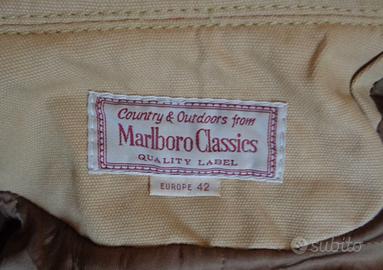 Country & Outdoors from
Marlboro Classics
QUALITY LABEL
EUROPE 42
subito